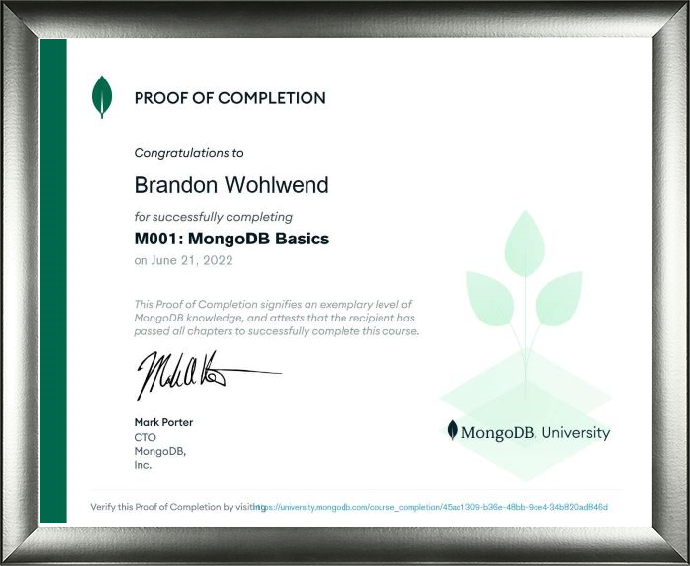 PROOF OF COMPLETION
Congratulations to
Brandon Wohlwend
for successfully completing
M001: MongoDB Basics
on June 21, 2022
This Proof of Completion signifies an exemplary level of
MongoDB knowledge, and attests that the recipient has
passed all chapters to successfully complete this course.
Mark Porter
CTO
MongoDB,
Inc.
MongoDB. University
Verify this Proof of Completion by visiting https://university.mongodb.com/course_completion/45ac1309-b36e-48bb-9ce4-34b820ad846d